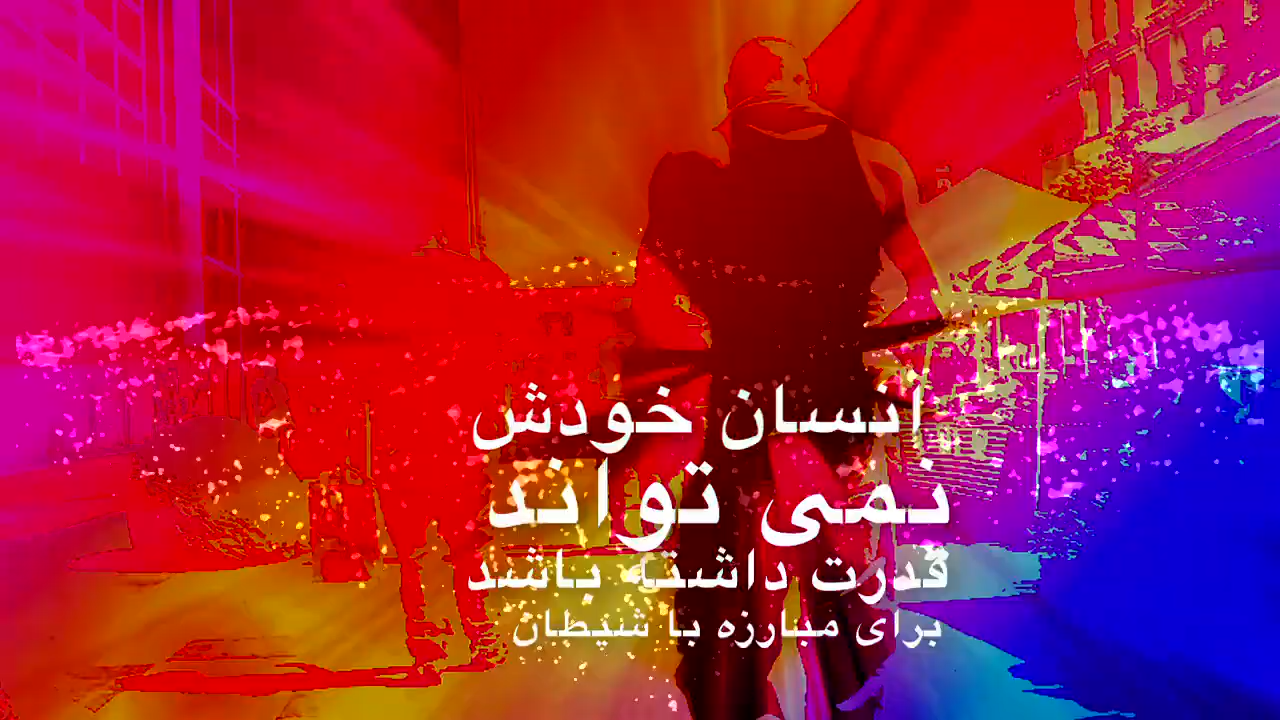 انسان خودش
نمی تواند
قدرت داشته باشد
برای مبارزه با شیطان